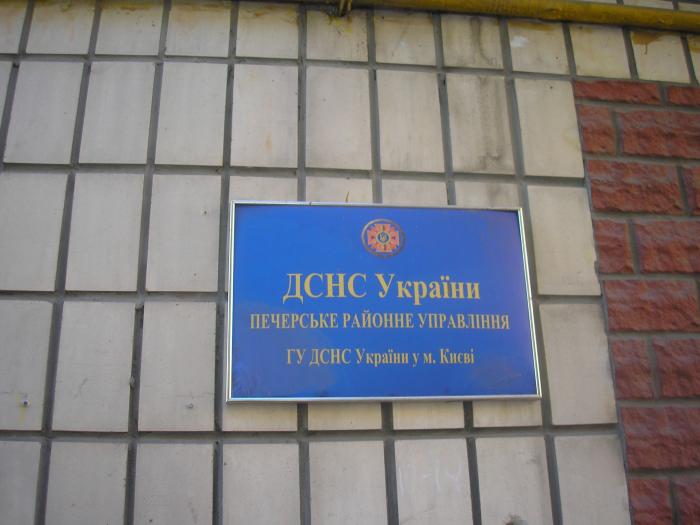 ДСНС України
ПЕЧЕРСЬКЕ РАЙОННЕ УПРАВЛІННЯ
ГУ ДСНС України у м. Києві